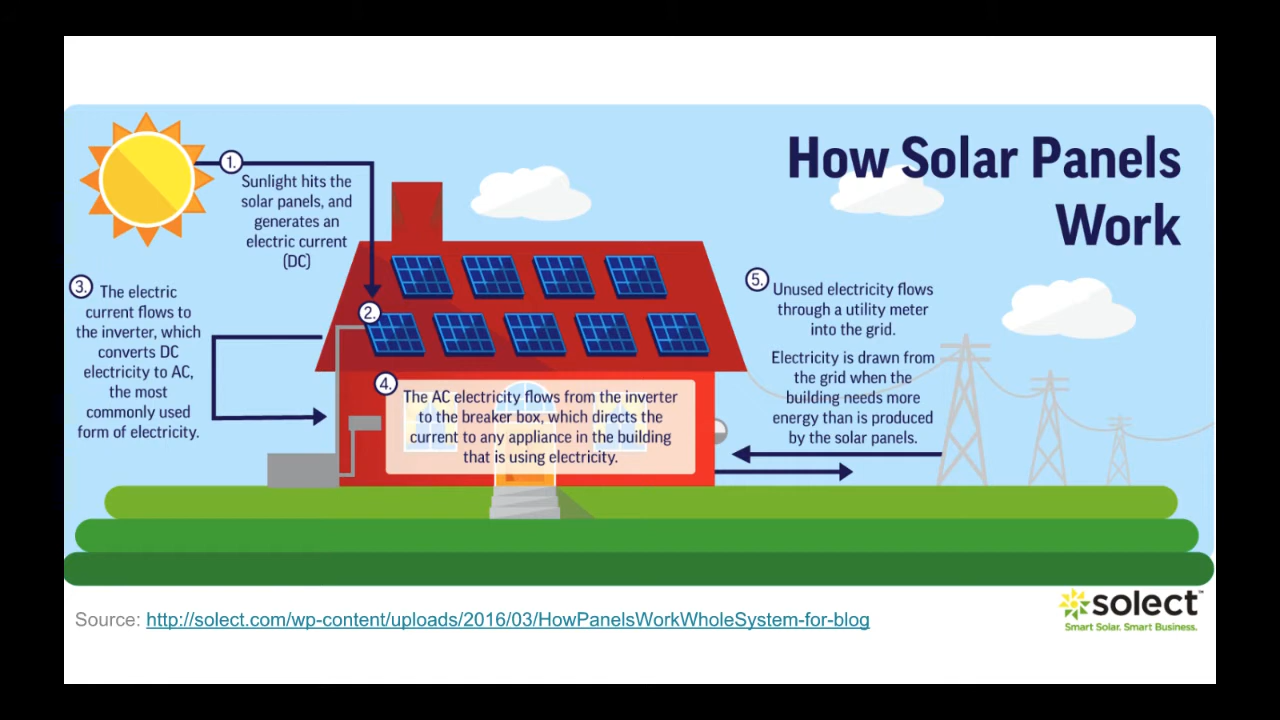 How Solar Panels
Work
1.
Sunlight hits the
solar panels, and
generates an
electric current
(DC)
2.
3.
The electric
current flows to
the inverter, which
converts DC
electricity to AC,
the most
commonly used
form of electricity.
4.
The AC electricity flows from the inverter
to the breaker box, which directs the
current to any appliance in the building
that is using electricity.
5.
Unused electricity flows
through a utility meter
into the grid.
Electricity is drawn from
the grid when the
building needs more
energy than is produced
by the solar panels.
Source: http://solect.com/wp-content/uploads/2016/03/HowPanelsWorkWholeSystem-for-blog
solect™
Smart Solar. Smart Business.